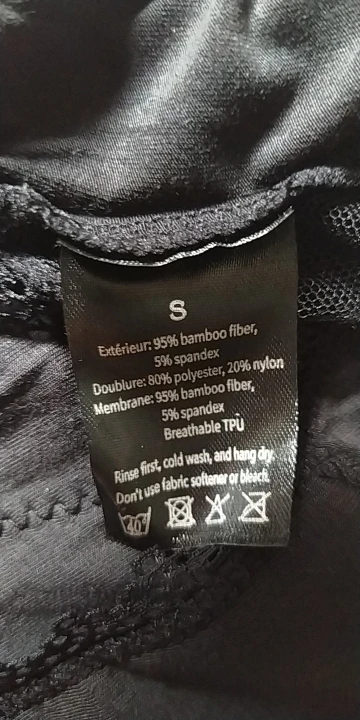 S
Extérieur: 95% bamboo fiber,
5% spandex
Doublure: 80% polyester, 20% nylon
Membrane: 95% bamboo fiber,
5% spandex
Breathable TPU
Rinse first, cold wash, and hang dry.
Don't use fabric softener or bleach.
40°